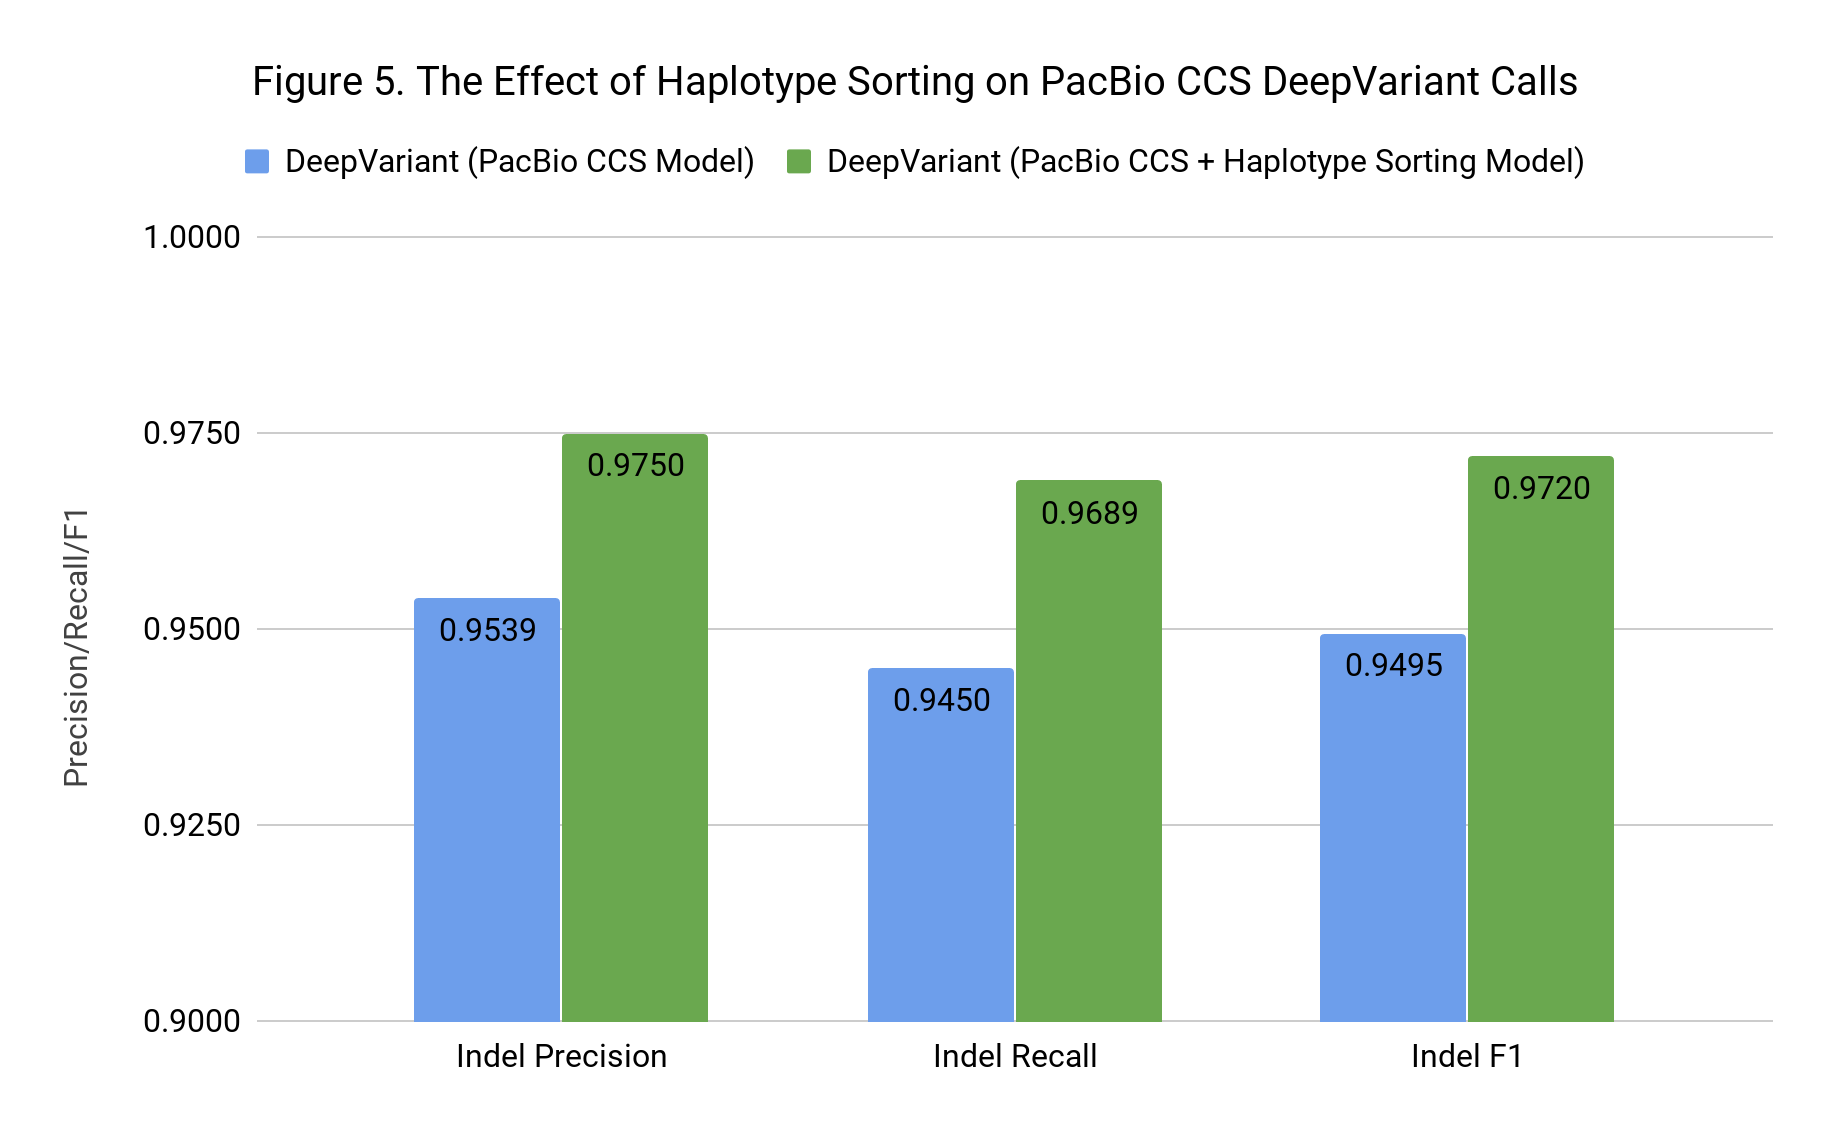 Figure 5. The Effect of Haplotype Sorting on PacBio CCS DeepVariant Calls
DeepVariant (PacBio CCS Model) DeepVariant (PacBio CCS + Haplotype Sorting Model)
Precision/Recall/F1
1.0000
0.9750
0.9500
0.9250
0.9000
0.9539
0.9750
0.9450
0.9689
0.9495
0.9720
Indel Precision
Indel Recall
Indel F1